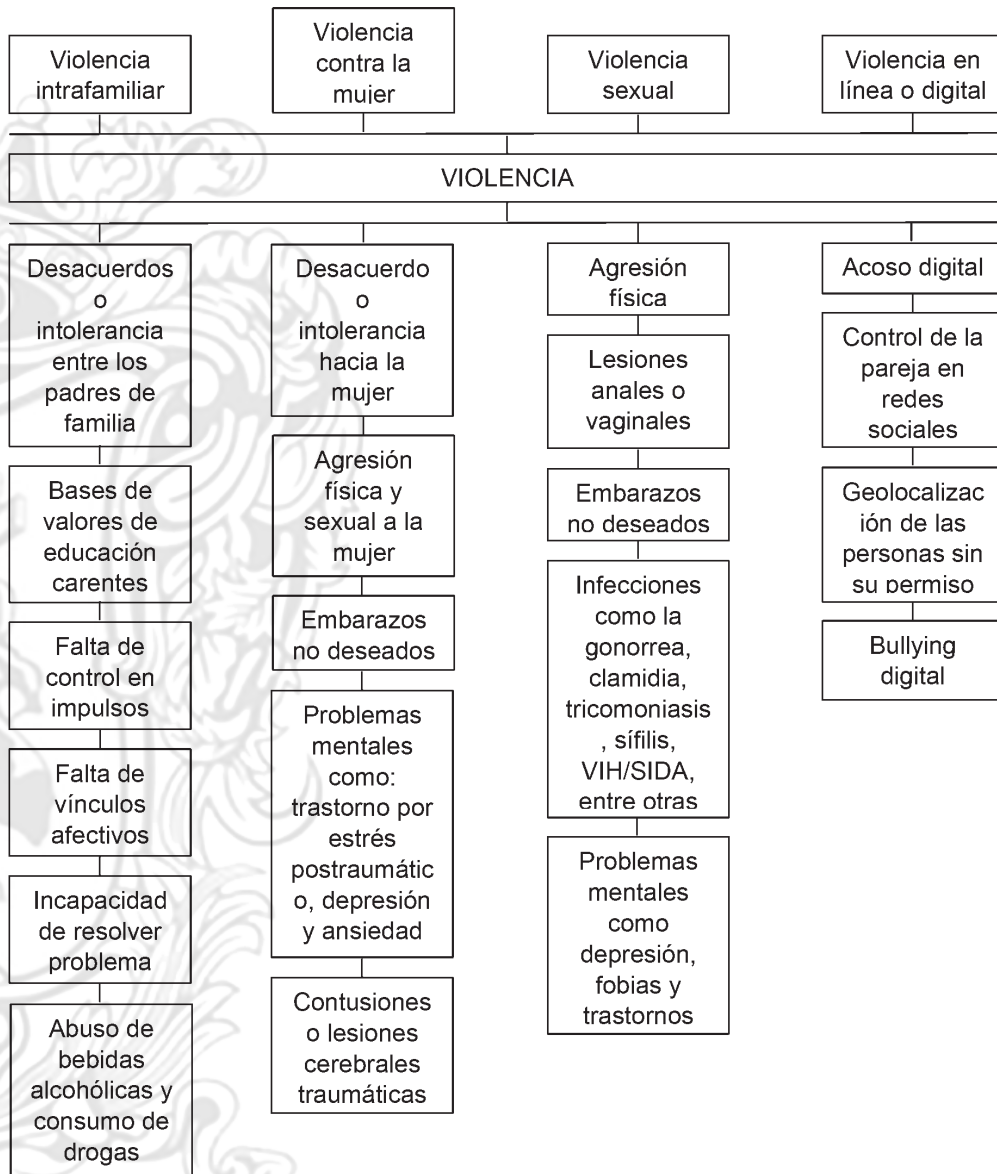 Violencia
intrafamiliar
Violencia
contra la
mujer
Violencia
sexual
Violencia en
línea o digital
VIOLENCIA
Desacuerdos
o
intolerancia
entre los
padres de
familia
Bases de
valores de
educación
carentes
Falta de
control en
impulsos
Falta de
vínculos
afectivos
Incapacidad
de resolver
problema
Abuso de
bebidas
alcohólicas y
consumo de
drogas
Desacuerdo
o
intolerancia
hacia la
mujer
Agresión
física y
sexual a la
mujer
Embarazos
no deseados
Problemas
mentales
como:
trastorno por
estrés
postraumátic
o, depresión
y ansiedad
Contusiones
o lesiones
cerebrales
traumáticas
Agresión
física
Lesiones
anales o
vaginales
Embarazos
no deseados
Infecciones
como la
gonorrea,
clamidia,
tricomoniasis
, sífilis,
VIH/SIDA,
entre otras
Problemas
mentales
como
depresión,
fobias y
trastornos
Acoso digital
Control de la
pareja en
redes
sociales
Geolocalizac
ión de las
personas sin
su permiso
Bullying
digital